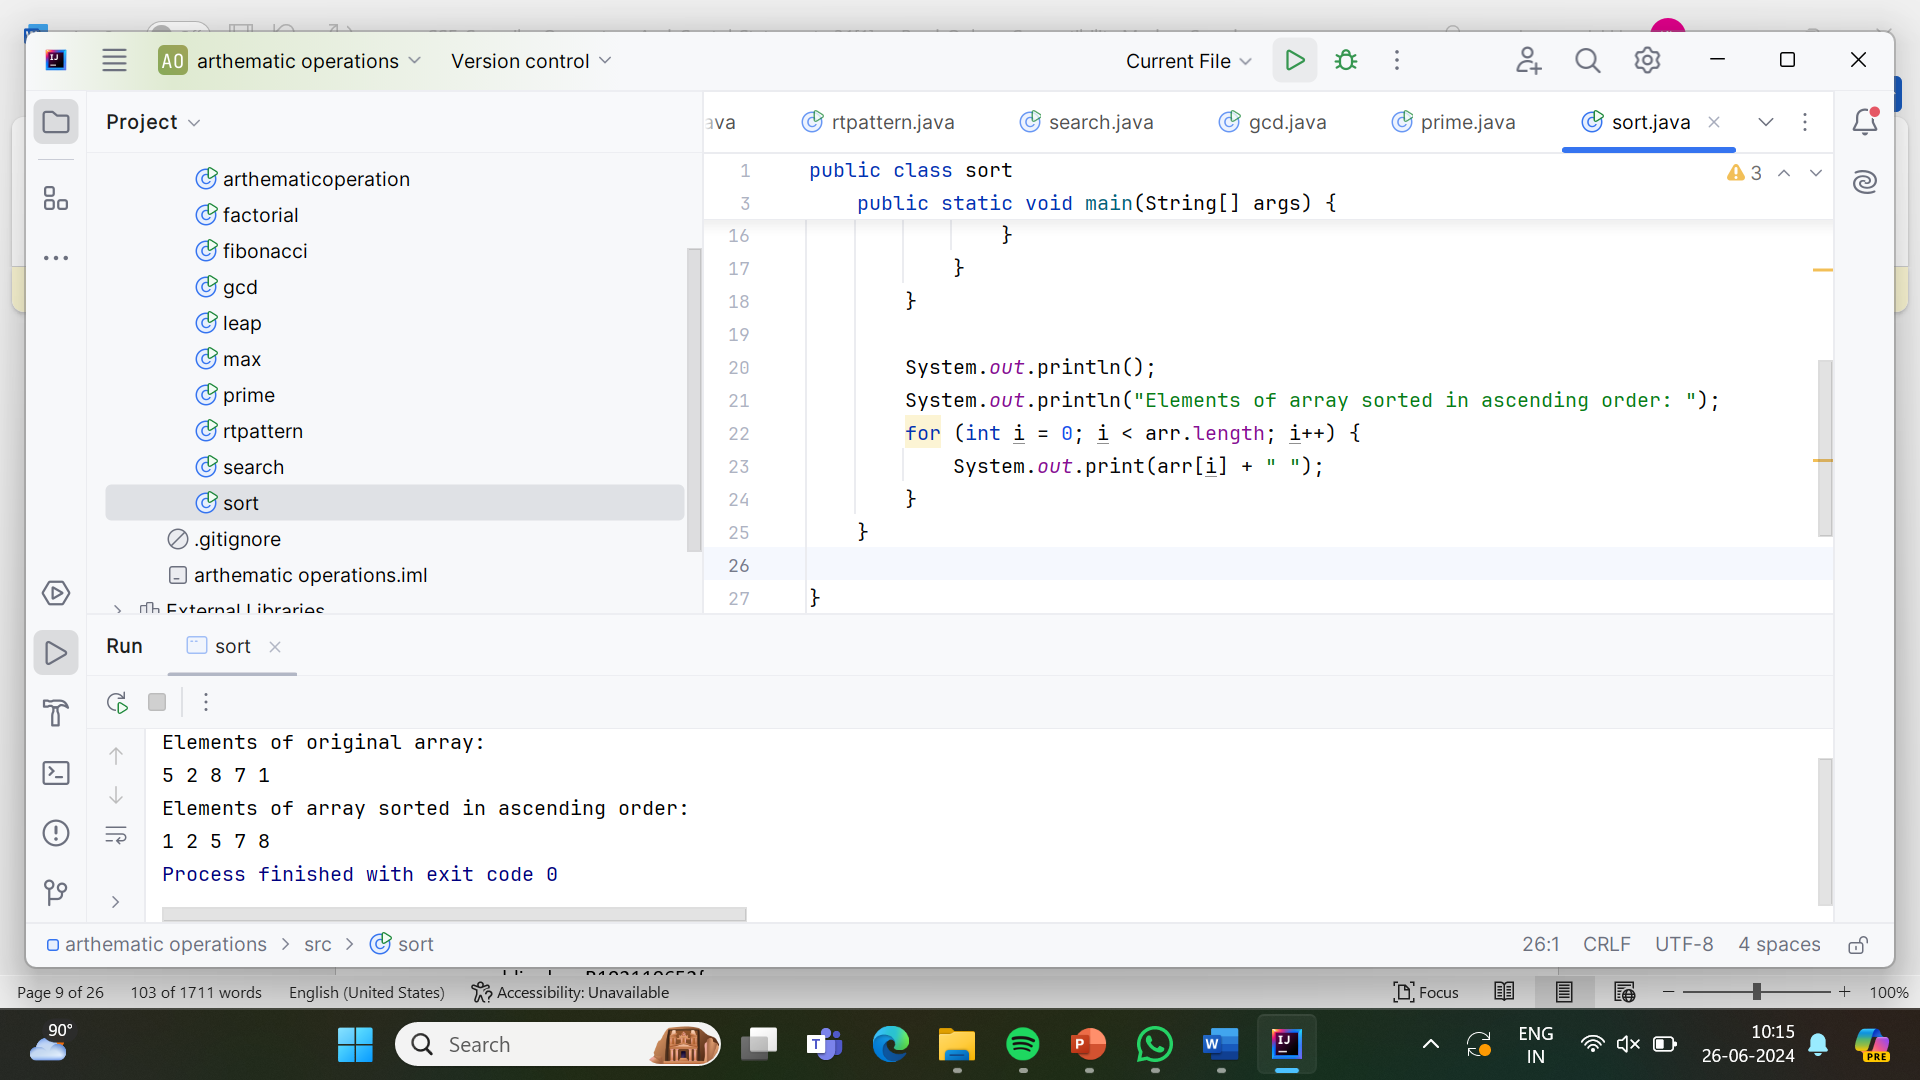 AO arthematic operations Version control Current File
Project
ava rtpattern.java search.java gcd.java prime.java sort.java
arthematicoperation
factorial
fibonacci
gcd
leap
max
prime
rtpattern
search
sort
.gitignore
arthematic operations.iml
External Libraries
1 public class sort
3 public static void main(String[] args) {
3
16 }
17 }
18 }
19
20 System.out.println();
21 System.out.println("Elements of array sorted in ascending order: ");
22 for (int i = 0; i < arr.length; i++) {
23 System.out.print(arr[i] + " ");
24 }
25 }
26
27 }
Run sort
Elements of original array:
5 2 8 7 1
Elements of array sorted in ascending order:
1 2 5 7 8
Process finished with exit code 0
arthematic operations > src > sort 26:1 CRLF UTF-8 4 spaces
Page 9 of 26 103 of 1711 words English (United States) Accessibility: Unavailable Focus 100%
90° Search ENG IN 10:15 26-06-2024 PRE